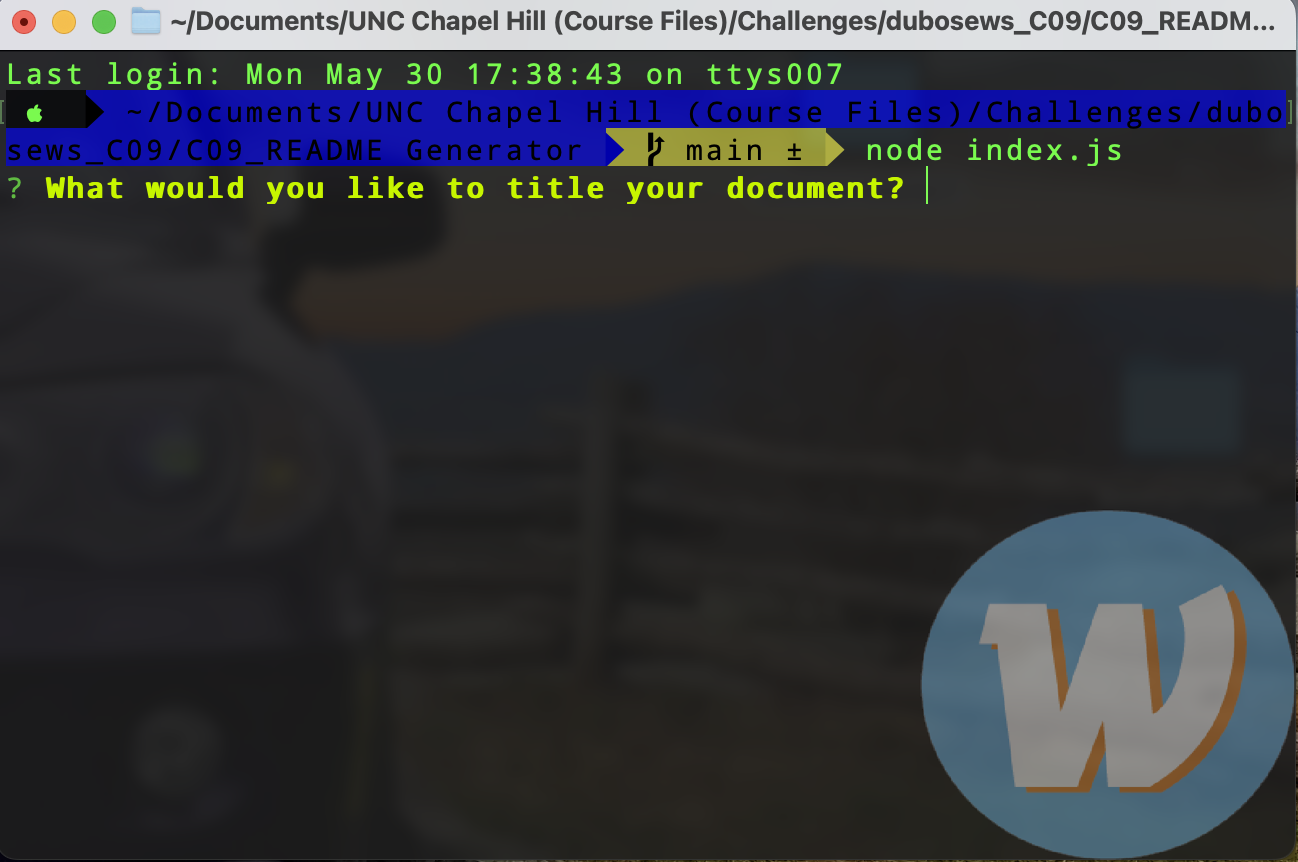 ~/Documents/UNC Chapel Hill (Course Files)/Challenges/dubosews_C09/C09_READM...
Last login: Mon May 30 17:38:43 on ttys007
~/Documents/UNC Chapel Hill (Course Files)/Challenges/dubo
sews_C09/C09_README Generator main ± node index.js
? What would you like to title your document?
W